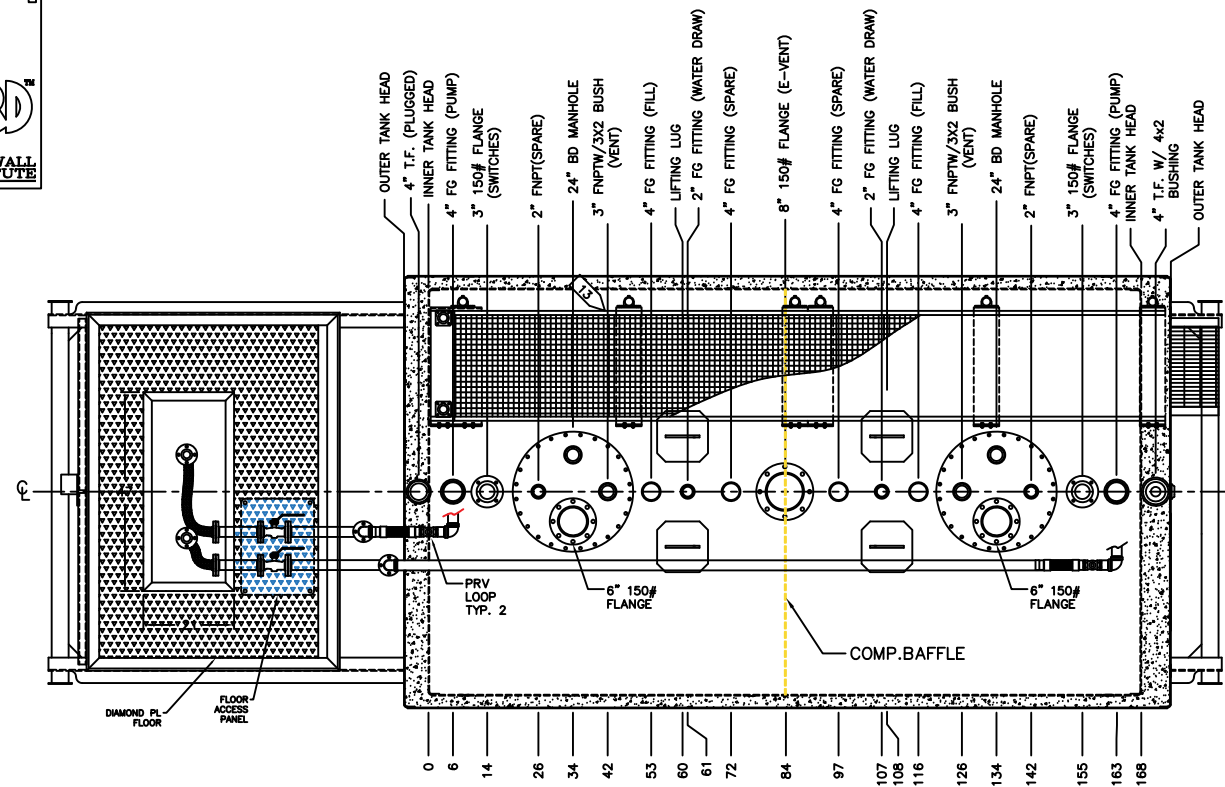 TM
WALL
OUTER TANK HEAD
4" T.F. (PLUGGED)
INNER TANK HEAD
4" FG FITTING (PUMP)
3" 150# FLANGE
(SWITCHES)
2" FNPT(SPARE)
24" BD MANHOLE
3" FNPTW/3X2 BUSH
(VENT)
4" FG FITTING (FILL)
LIFTING LUG
2" FG FITTING (WATER DRAW)
4" FG FITTING (SPARE)
8" 150# FLANGE (E-VENT)
4" FG FITTING (SPARE)
2" FG FITTING (WATER DRAW)
LIFTING LUG
4" FG FITTING (FILL)
3" FNPTW/3X2 BUSH
(VENT)
24" BD MANHOLE
2" FNPT(SPARE)
3" 150# FLANGE
(SWITCHES)
4" FG FITTING (PUMP)
INNER TANK HEAD
4" T.F. W/ 4x2
BUSHING
OUTER TANK HEAD
13
PRV
LOOP
TYP. 2
6" 150#
FLANGE
6" 150#
FLANGE
COMP.BAFFLE
DIAMOND PL
FLOOR
FLOOR
ACCESS
PANEL
0
6
14
26
34
42
53
60
61
72
84
97
107
108
116
126
134
142
155
163
168